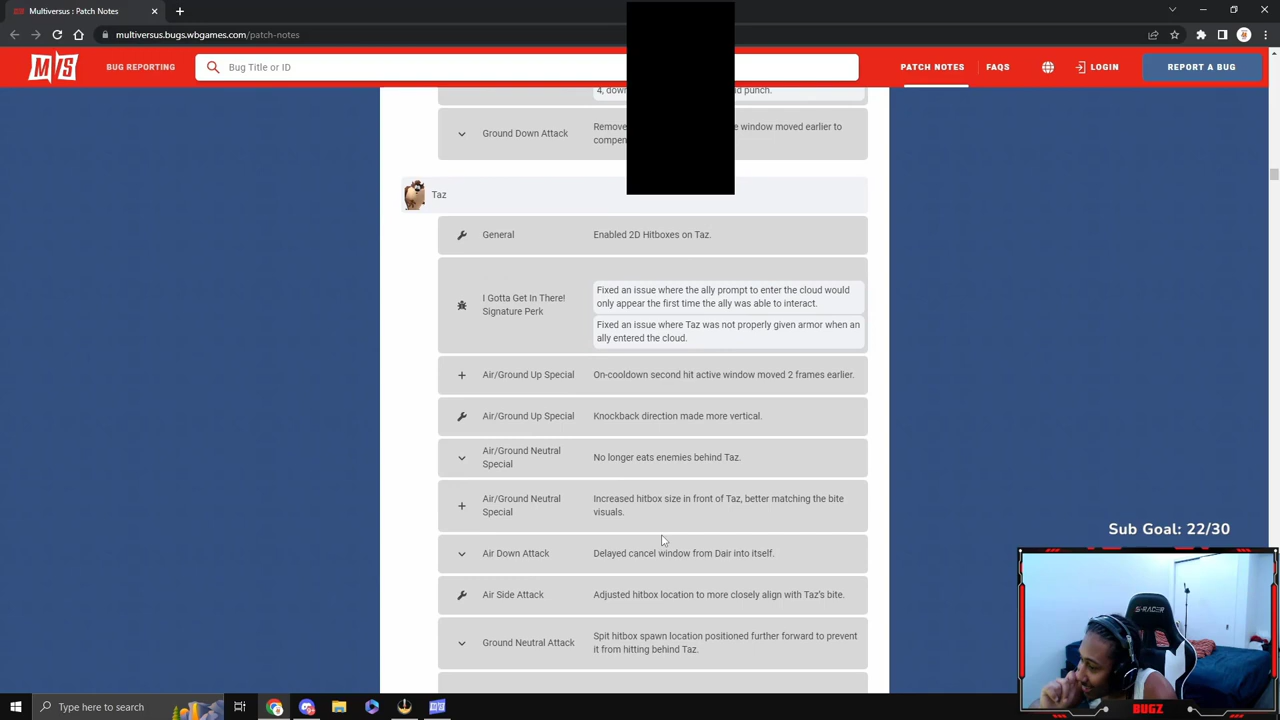 MultiVersus : Patch Notes
multiversus.bugs.wbgames.com/patch-notes
M/S
BUG REPORTING
Bug Title or ID
PATCH NOTES
FAQS
LOGIN
REPORT A BUG
4, down
punch.
Ground Down Attack
window moved earlier to
Taz
General
Enabled 2D Hitboxes on Taz.
I Gotta Get In There!
Signature Perk
Fixed an issue where the ally prompt to enter the cloud would
only appear the first time the ally was able to interact.
Fixed an issue where Taz was not properly given armor when an
ally entered the cloud.
Air/Ground Up Special
On-cooldown second hit active window moved 2 frames earlier.
Air/Ground Up Special
Knockback direction made more vertical.
Air/Ground Neutral
Special
No longer eats enemies behind Taz.
Air/Ground Neutral
Special
Increased hitbox size in front of Taz, better matching the bite
visuals.
Air Down Attack
Delayed cancel window from Dair into itself.
Air Side Attack
Adjusted hitbox location to more closely align with Taz's bite.
Ground Neutral Attack
Spit hitbox spawn location positioned further forward to prevent
it from hitting behind Taz.
Sub Goal: 22/30
S-RACER
BUGZ
Type here to search